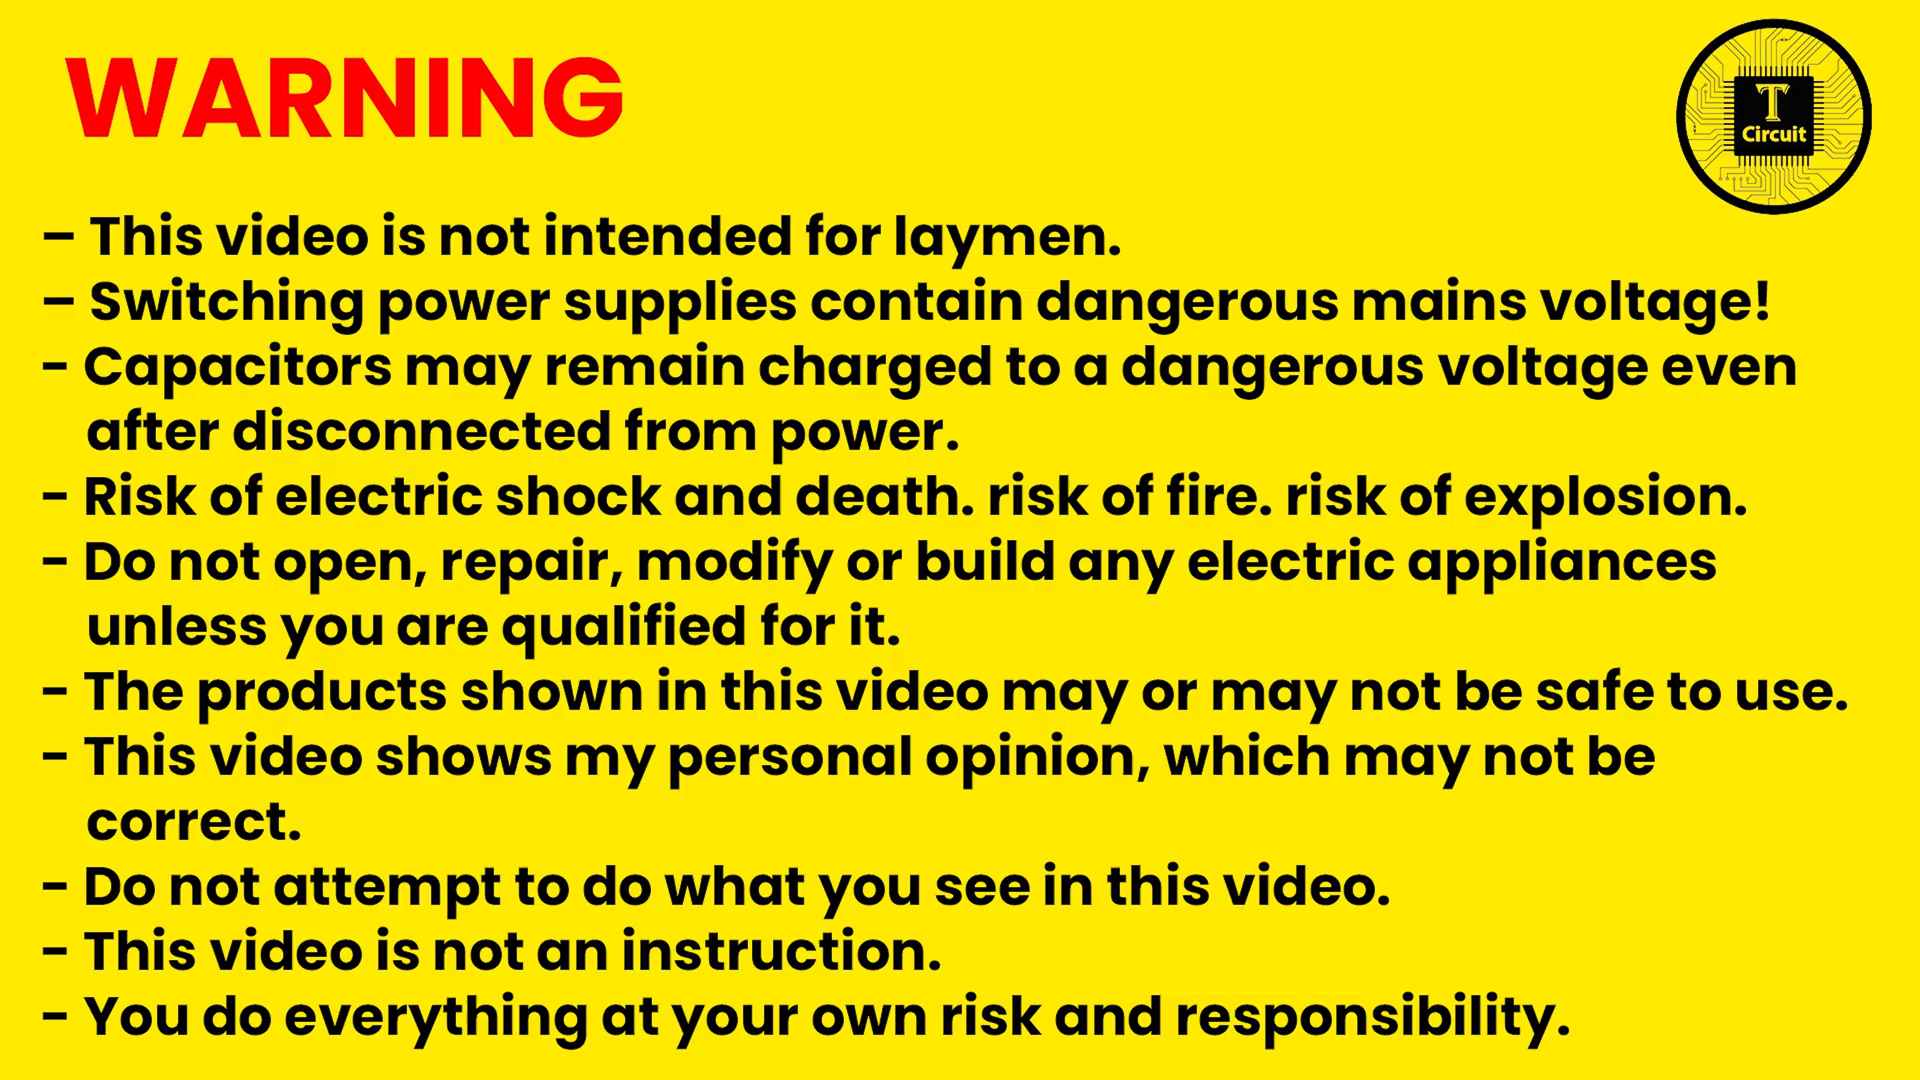 WARNING
T
Circuit
– This video is not intended for laymen.
– Switching power supplies contain dangerous mains voltage!
- Capacitors may remain charged to a dangerous voltage even
after disconnected from power.
- Risk of electric shock and death. risk of fire. risk of explosion.
- Do not open, repair, modify or build any electric appliances
unless you are qualified for it.
- The products shown in this video may or may not be safe to use.
- This video shows my personal opinion, which may not be
correct.
- Do not attempt to do what you see in this video.
- This video is not an instruction.
- You do everything at your own risk and responsibility.